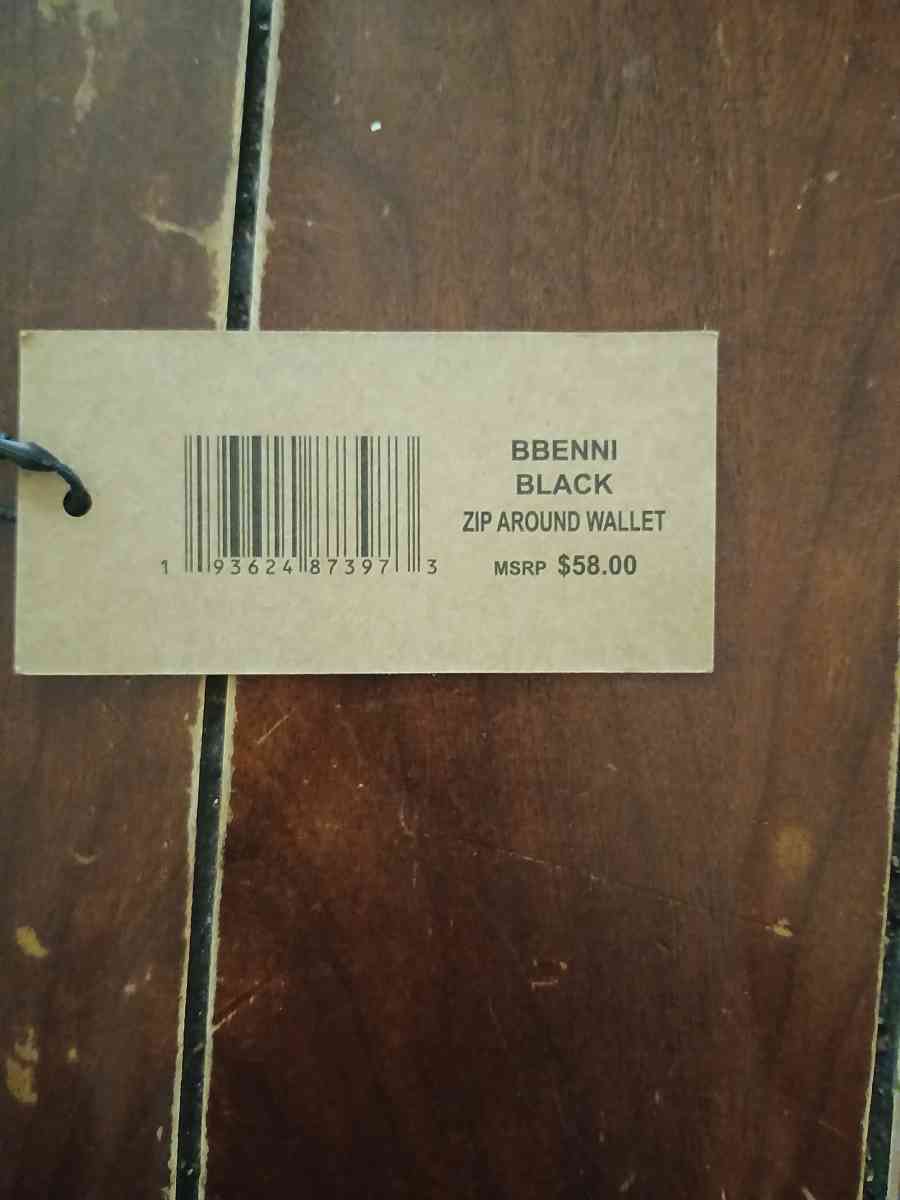 BBENNI
BLACK
ZIP AROUND WALLET
MSRP $58.00
1 93624 87397 3